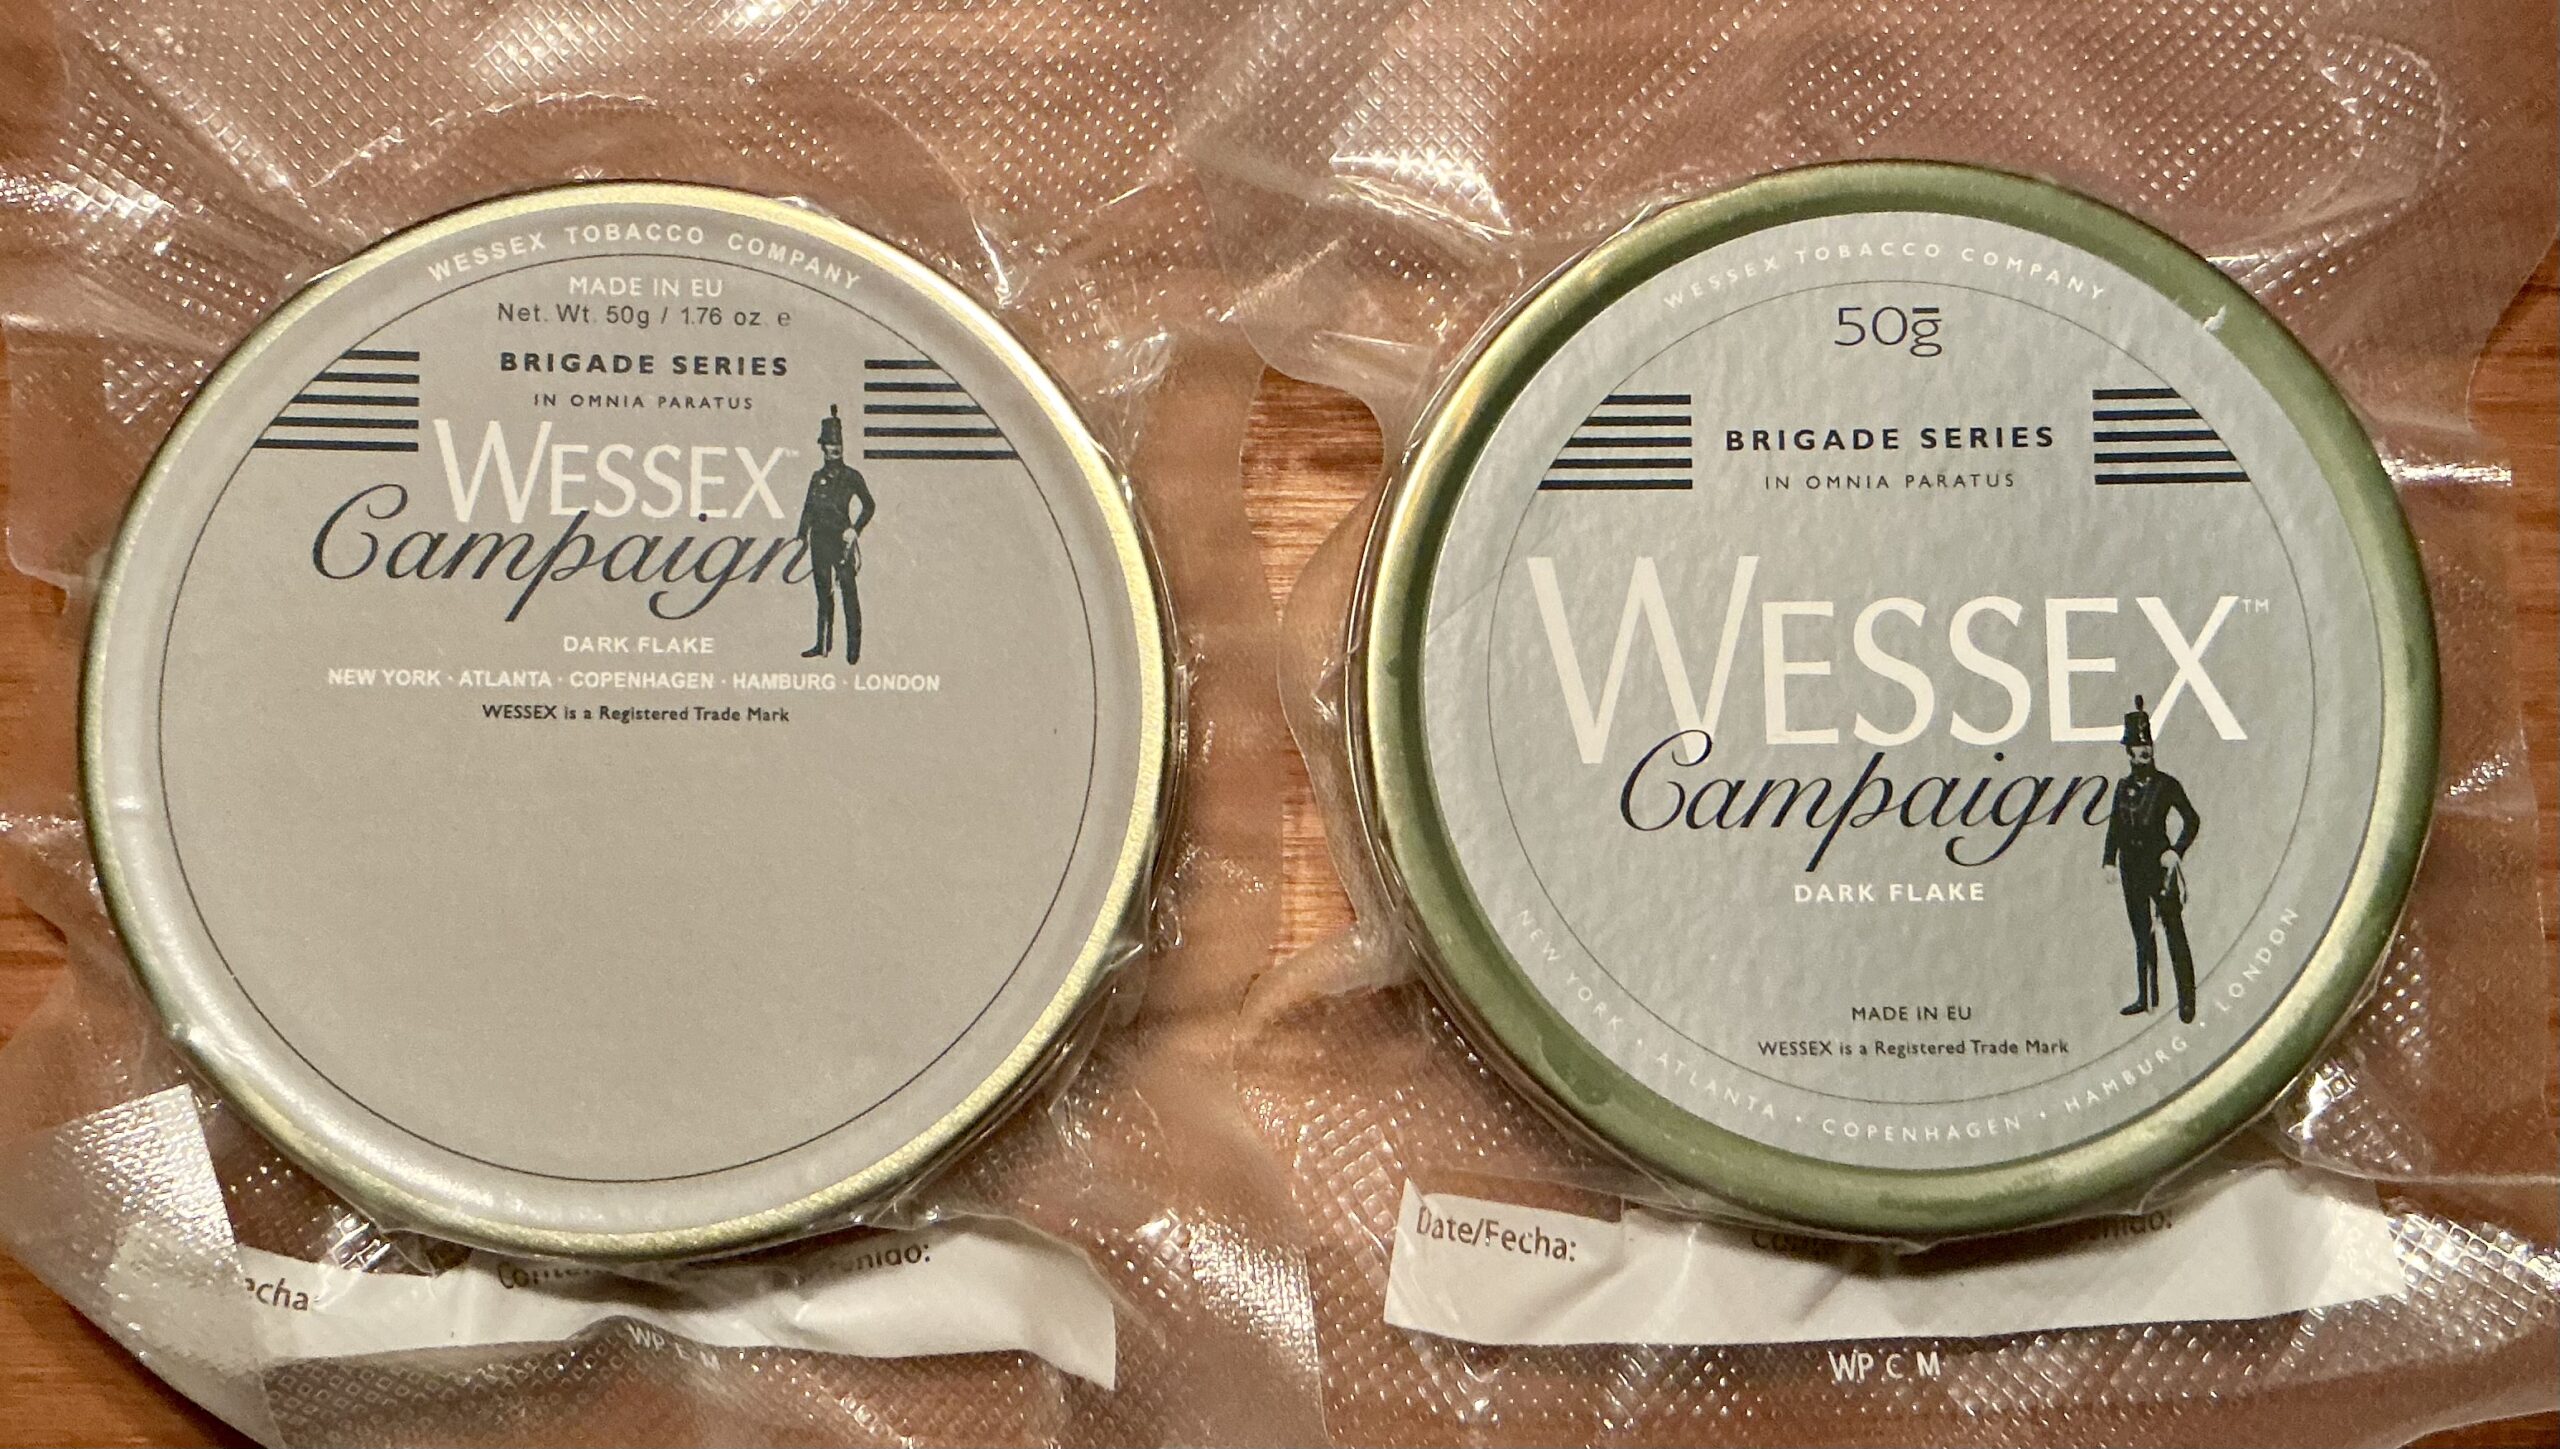 WESSEX TOBACCO COMPANY
MADE IN EU
Net. Wt. 50g / 1.76 oz e
BRIGADE SERIES
IN OMNIA PARATUS
WESSEX™
Campaign
DARK FLAKE
NEW YORK · ATLANTA · COPENHAGEN · HAMBURG · LONDON
WESSEX is a Registered Trade Mark
WESSEX TOBACCO COMPANY
50g
BRIGADE SERIES
IN OMNIA PARATUS
WESSEX™
Campaign
DARK FLAKE
MADE IN EU
WESSEX is a Registered Trade Mark
NEW YORK · ATLANTA · COPENHAGEN · HAMBURG · LONDON
Date/Fecha:
WP C M